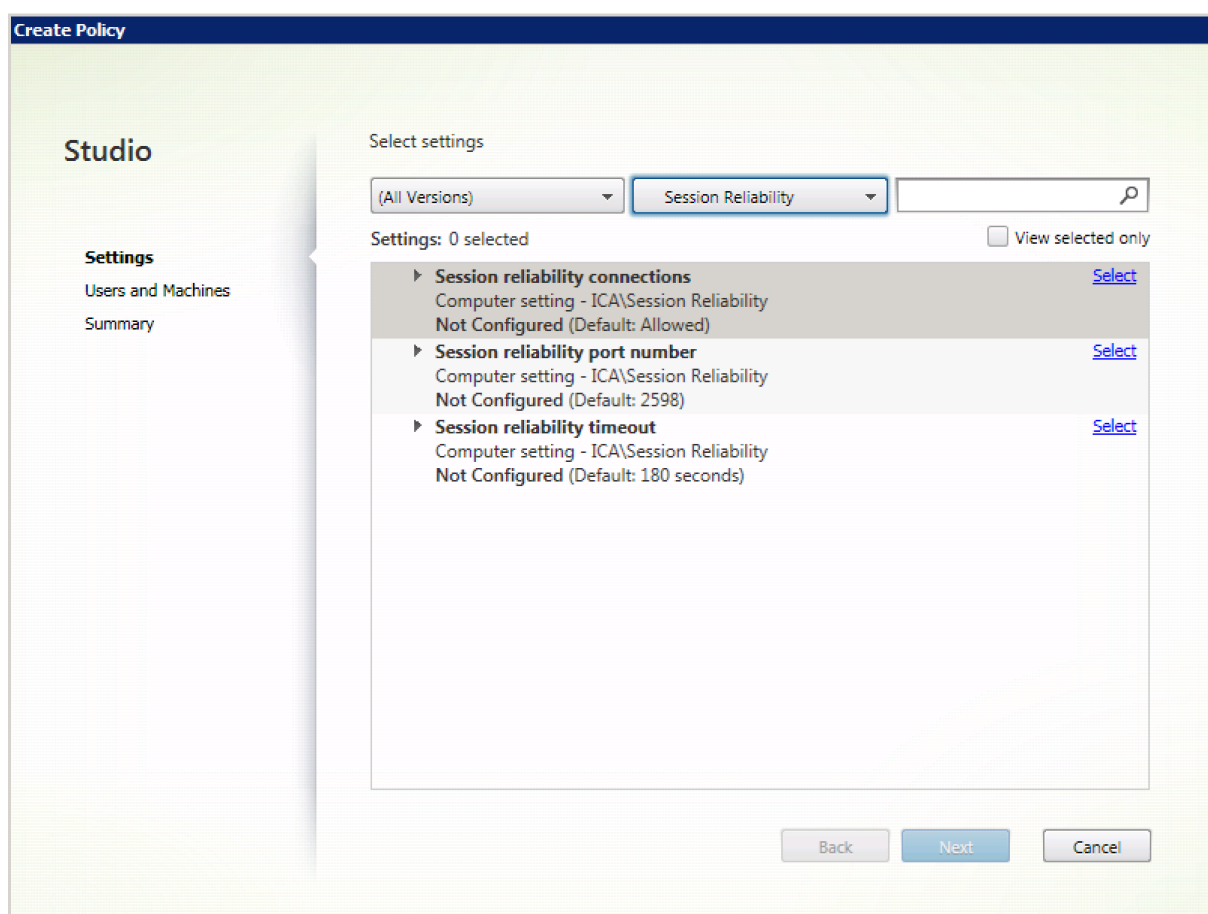 Create Policy
Studio
Settings
Users and Machines
Summary
Select settings
(All Versions)
Session Reliability
Settings: 0 selected
View selected only
Session reliability connections
Select
Computer setting - ICA\Session Reliability
Not Configured (Default: Allowed)
Session reliability port number
Select
Computer setting - ICA\Session Reliability
Not Configured (Default: 2598)
Session reliability timeout
Select
Computer setting - ICA\Session Reliability
Not Configured (Default: 180 seconds)
Back
Next
Cancel